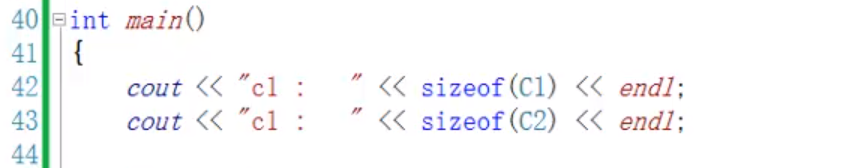 40 int main()
41 {
42 cout << "c1 :   " << sizeof(C1) << endl;
43 cout << "c1 :   " << sizeof(C2) << endl;
44